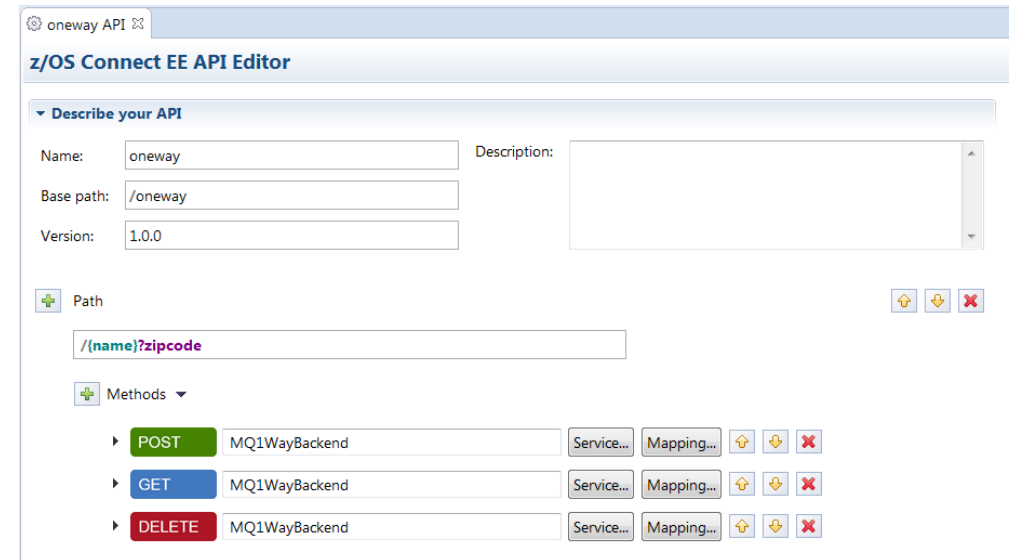 oneway API
z/OS Connect EE API Editor
Describe your API
Name: oneway Description:
Base path: /oneway
Version: 1.0.0
Path
/{name}?zipcode
Methods
POST MQ1WayBackend Service... Mapping...
GET MQ1WayBackend Service... Mapping...
DELETE MQ1WayBackend Service... Mapping...